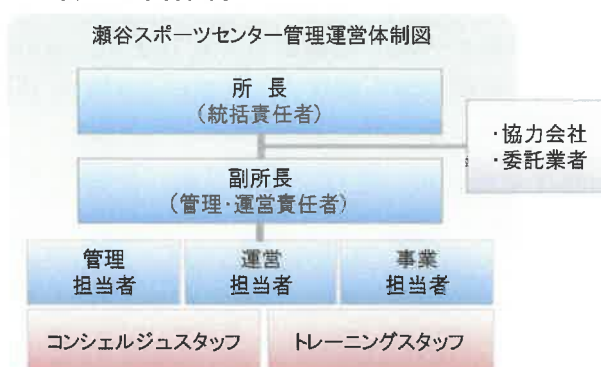 瀬谷スポーツセンター管理運営体制図
所 長
(統括責任者)
・協力会社
・委託業者
副所長
(管理・運営責任者)
管理
担当者
運営
担当者
事業
担当者
コンシェルジュスタッフ
トレーニングスタッフ